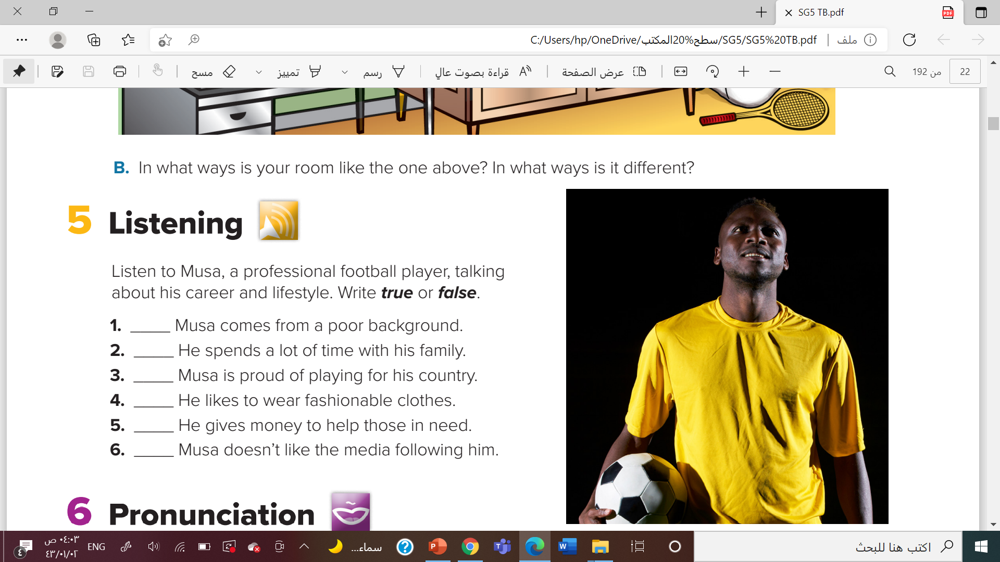 SG5 TB.pdf
C:/Users/hp/OneDrive/سطح%20المكتب/SG5/SG5%20TB.pdf
ملف
مسح
تمييز
رسم
قراءة بصوت عالٍ
عرض الصفحة
من 192
22
B. In what ways is your room like the one above? In what ways is it different?
5 Listening
Listen to Musa, a professional football player, talking
about his career and lifestyle. Write true or false.
1. _____ Musa comes from a poor background.
2. _____ He spends a lot of time with his family.
3. _____ Musa is proud of playing for his country.
4. _____ He likes to wear fashionable clothes.
5. _____ He gives money to help those in need.
6. _____ Musa doesn’t like the media following him.
6 Pronunciation
٠٤:٠٣ ص
٤٣/٠١/٠٢
٤
ENG
سماء...
اكتب هنا للبحث